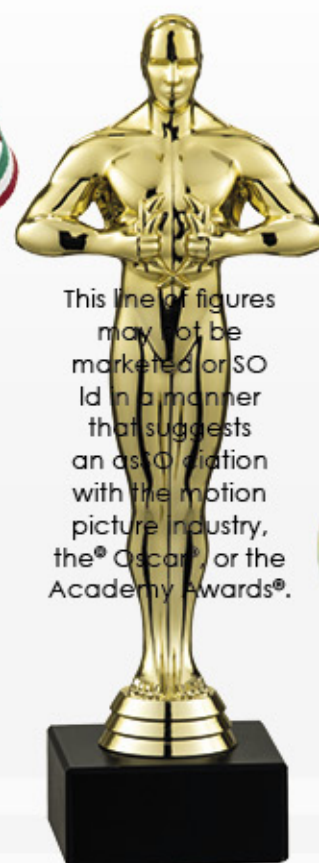 This line of figures
may not be
marketed or SO
ld in a manner
that suggests
an asSO ciation
with the motion
picture industry,
the® Oscar®, or the
Academy Awards®.